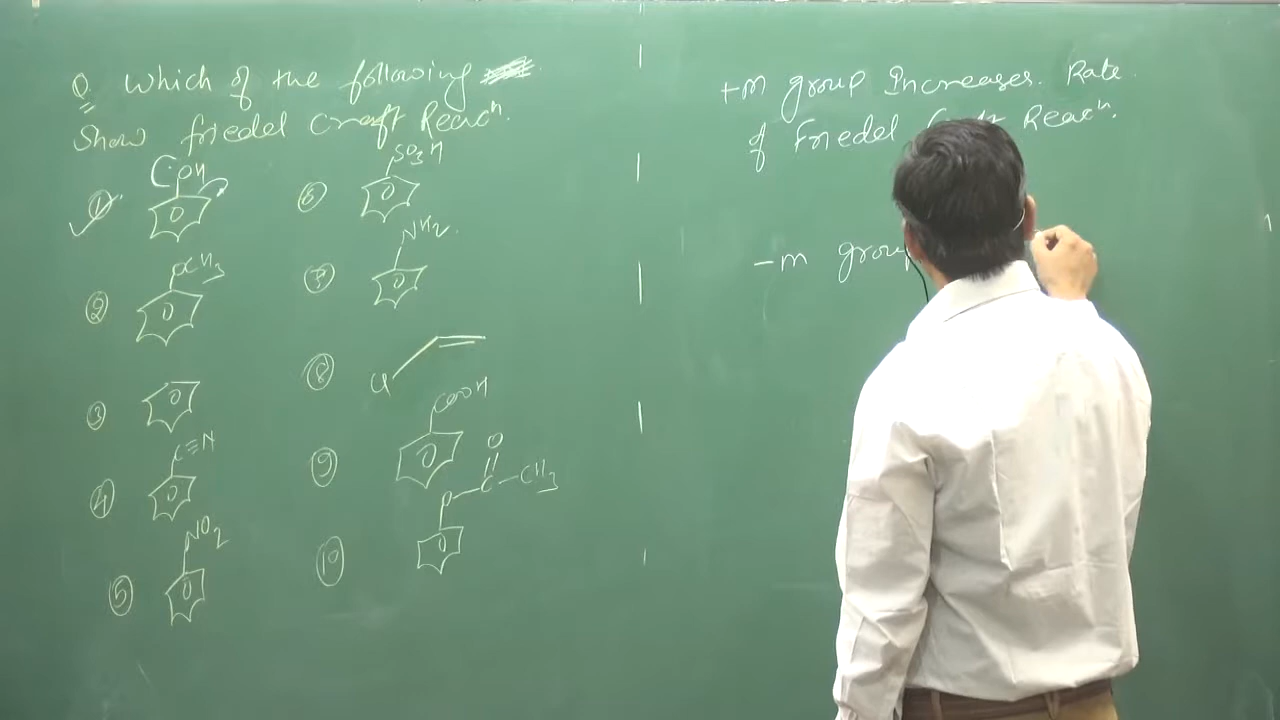 Q Which of the following
Show friedel craft Reacⁿ.
① :OH
② OCH3
③
④ C≡N
⑤ NO2
⑥ SO3H
⑦ NH2
⑧ Cl
⑨ COOH
⑩ O-C-CH3
O
+m group Increases. Rate
of Friedel Reacⁿ.
-m group